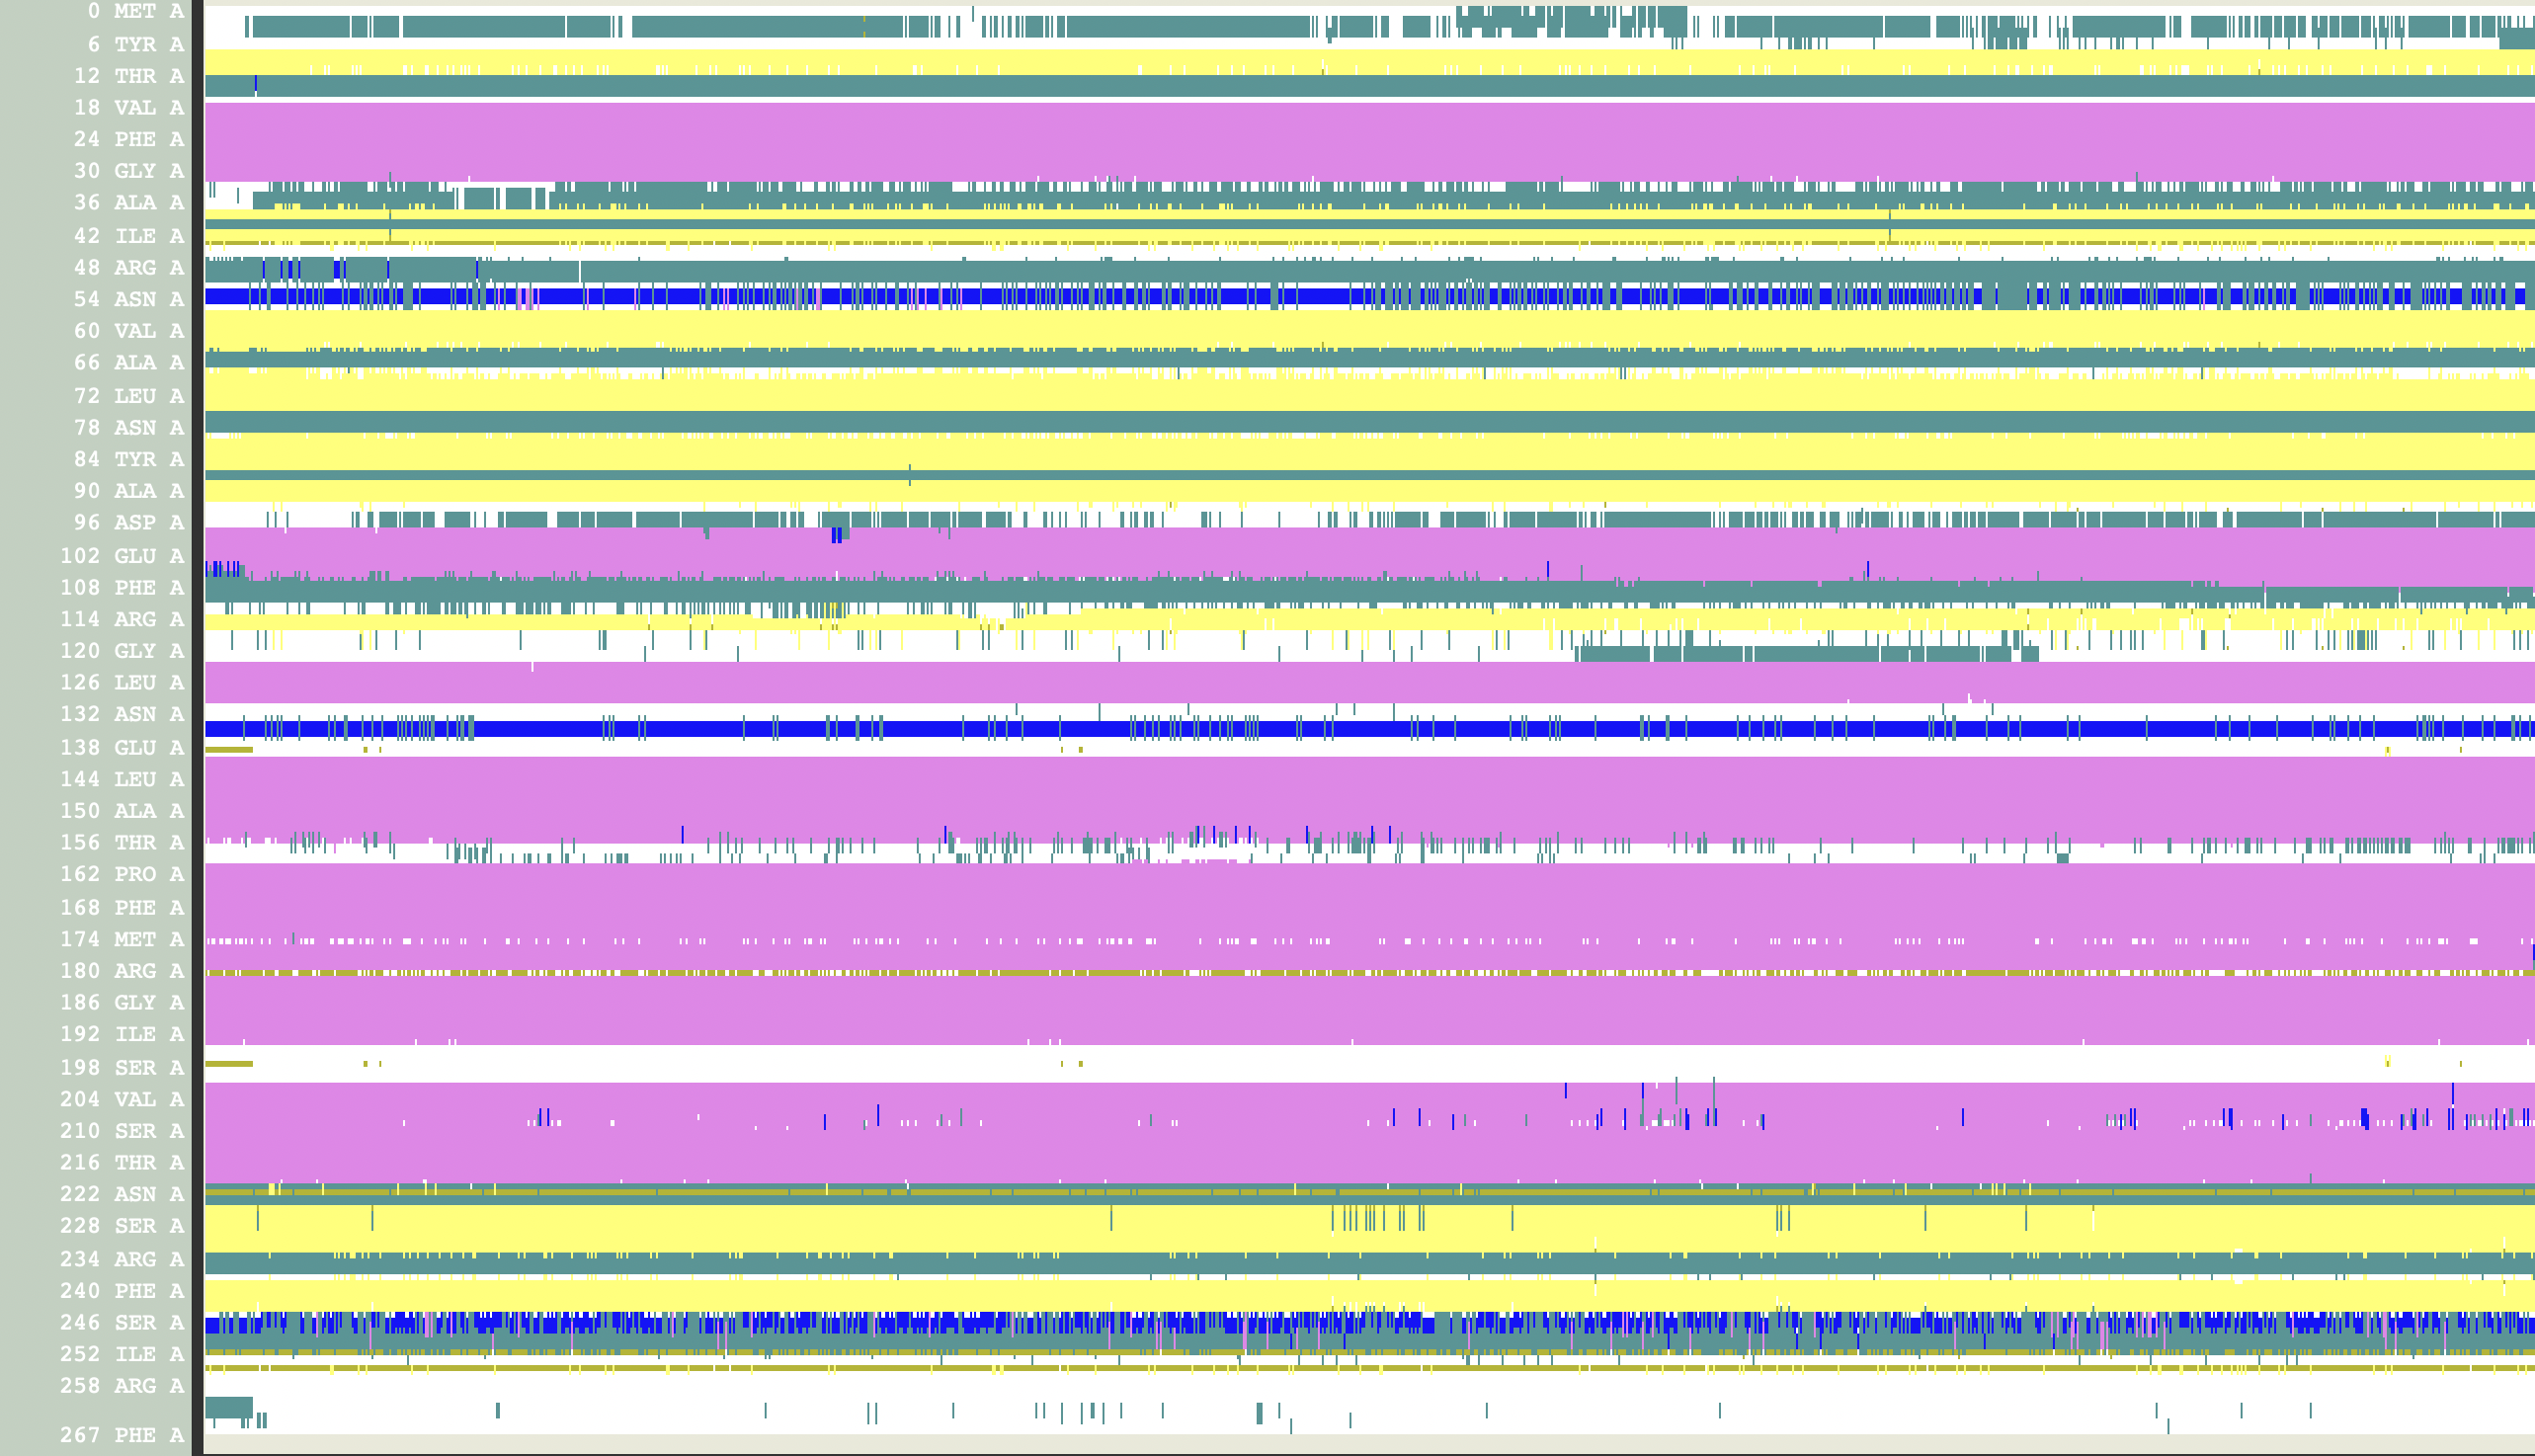 0 MET A
6 TYR A
12 THR A
18 VAL A
24 PHE A
30 GLY A
36 ALA A
42 ILE A
48 ARG A
54 ASN A
60 VAL A
66 ALA A
72 LEU A
78 ASN A
84 TYR A
90 ALA A
96 ASP A
102 GLU A
108 PHE A
114 ARG A
120 GLY A
126 LEU A
132 ASN A
138 GLU A
144 LEU A
150 ALA A
156 THR A
162 PRO A
168 PHE A
174 MET A
180 ARG A
186 GLY A
192 ILE A
198 SER A
204 VAL A
210 SER A
216 THR A
222 ASN A
228 SER A
234 ARG A
240 PHE A
246 SER A
252 ILE A
258 ARG A
267 PHE A